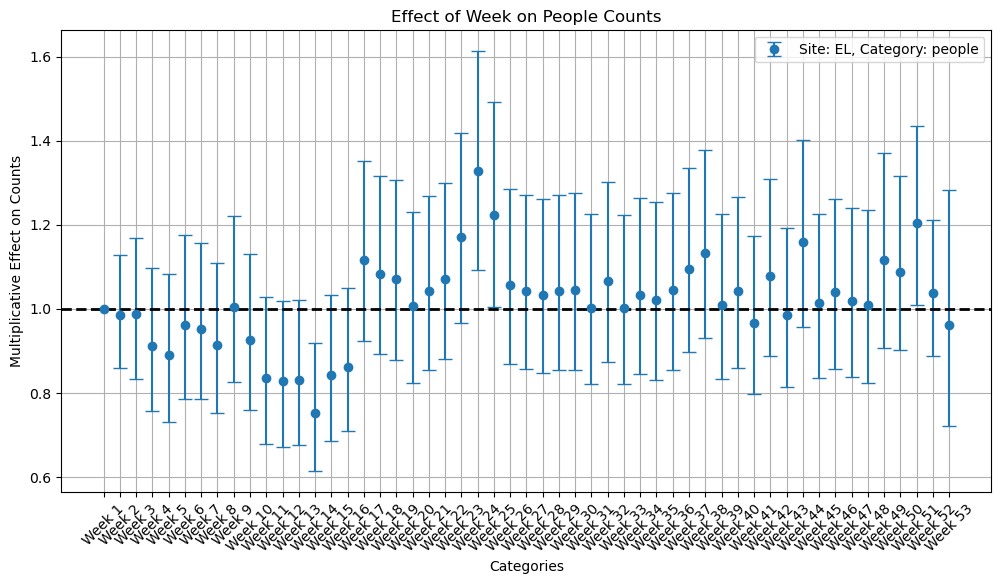 Effect of Week on People Counts
Site: EL, Category: people
Multiplicative Effect on Counts
1.6
1.4
1.2
1.0
0.8
0.6
Week 1
Week 2
Week 3
Week 4
Week 5
Week 6
Week 7
Week 8
Week 9
Week 10
Week 11
Week 12
Week 13
Week 14
Week 15
Week 16
Week 17
Week 18
Week 19
Week 20
Week 21
Week 22
Week 23
Week 24
Week 25
Week 26
Week 27
Week 28
Week 29
Week 30
Week 31
Week 32
Week 33
Week 34
Week 35
Week 36
Week 37
Week 38
Week 39
Week 40
Week 41
Week 42
Week 43
Week 44
Week 45
Week 46
Week 47
Week 48
Week 49
Week 50
Week 51
Week 52
Week 53
Categories